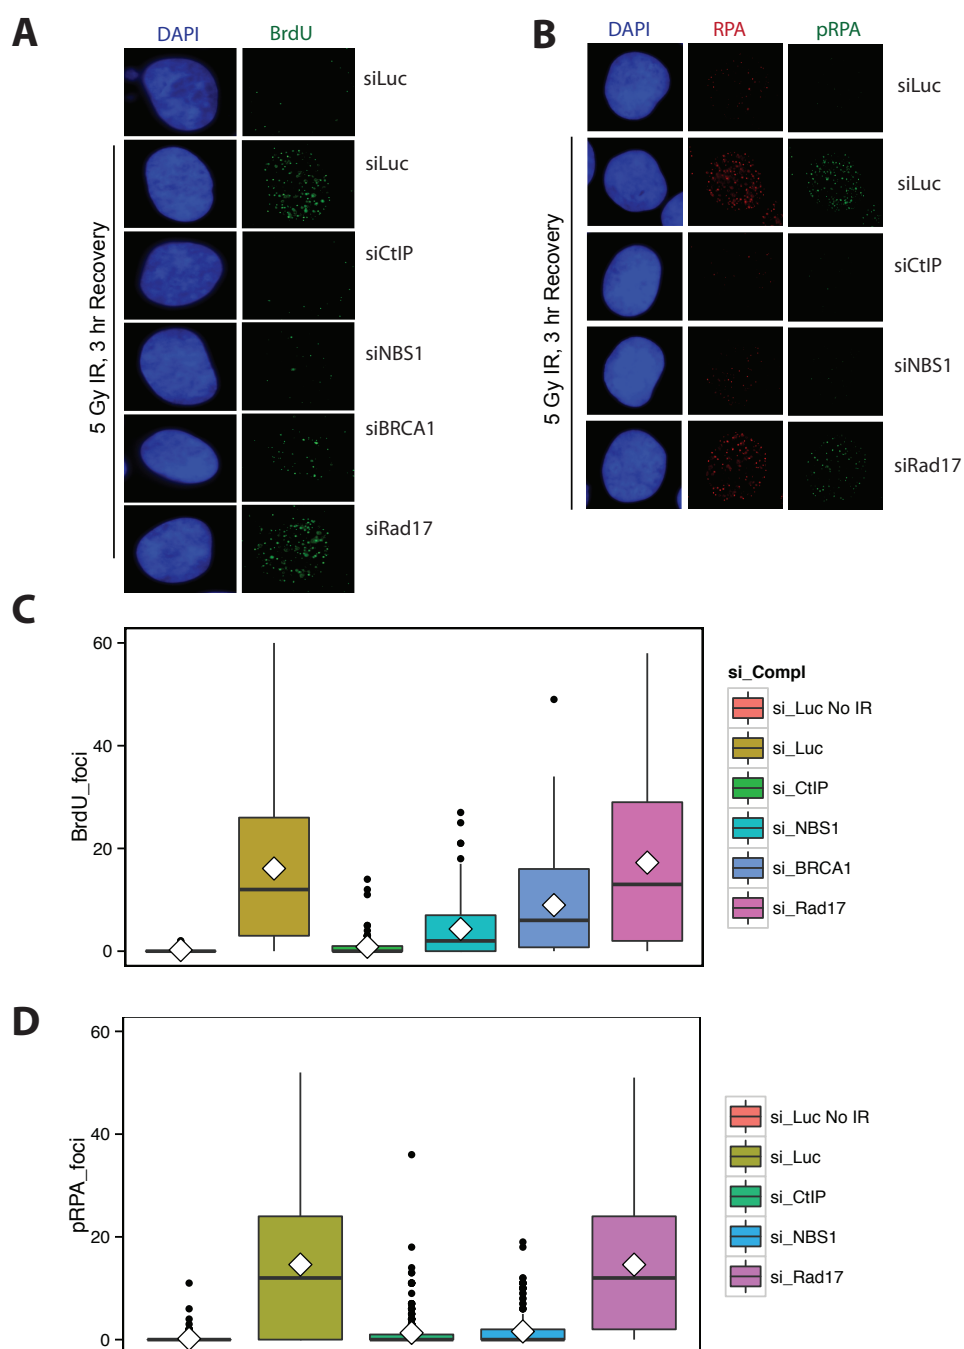 A
DAPI BrdU
siLuc
siLuc
siCtIP
siNBS1
siBRCA1
siRad17
5 Gy IR, 3 hr Recovery
B
DAPI RPA pRPA
siLuc
siLuc
siCtIP
siNBS1
siRad17
5 Gy IR, 3 hr Recovery
C
60
40
20
0
BrdU_foci
si_Compl
si_Luc No IR
si_Luc
si_CtIP
si_NBS1
si_BRCA1
si_Rad17
D
60
40
20
0
pRPA_foci
si_Luc No IR
si_Luc
si_CtIP
si_NBS1
si_Rad17